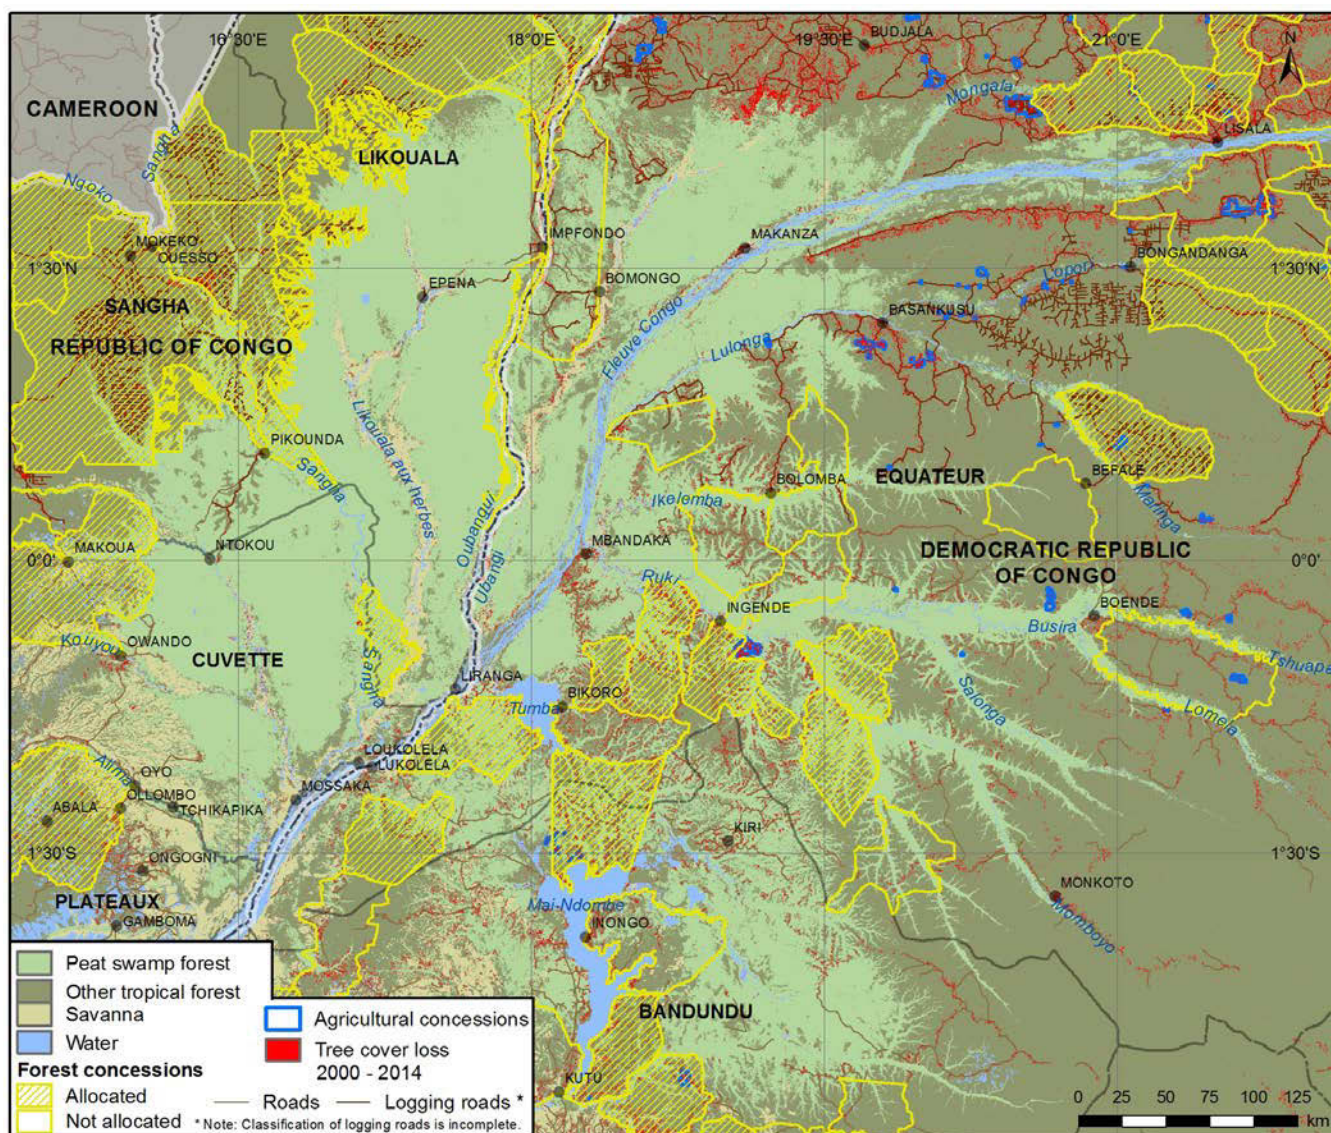 16°30'E
18°0'E
19°30'E
21°0'E
N
BUDJALA
CAMEROON
Mongala
LISALA
Sangha
LIKOUALA
Ngoko
MOKEKO
OUESSO
IMPFONDO
MAKANZA
BONGANDANGA
1°30'N
1°30'N
EPENA
BOMONGO
Lopori
SANGHA
BASANKUSU
REPUBLIC OF CONGO
Fleuve Congo
Lulonga
Likouala aux herbes
PIKOUNDA
Sangha
EQUATEUR
BEFALE
BOLOMBA
Ikelemba
Maringa
Oubangui
Ubangi
MAKOUA
NTOKOU
MBANDAKA
0°0'
0°0'
DEMOCRATIC REPUBLIC
OF CONGO
Ruki
INGENDE
BOENDE
Busira
OWANDO
Kouyou
CUVETTE
Sangha
Tshuapa
LIRANGA
BIKORO
Tumba
Salonga
Lomela
LOUKOLELA
LUKOLELA
Alima
OYO
OLLOMBO
TCHIKAPIKA
MOSSAKA
ABALA
KIRI
1°30'S
1°30'S
ONGOGNI
PLATEAUX
GAMBOMA
MONKOTO
Momboyo
Mai-Ndombe
INONGO
BANDUNDU
KUTU
Peat swamp forest
Other tropical forest
Savanna
Water
Forest concessions
Allocated
Not allocated
Agricultural concessions
Tree cover loss
2000 - 2014
Roads
Logging roads *
* Note: Classification of logging roads is incomplete.
0 25 50 75 100 125
km